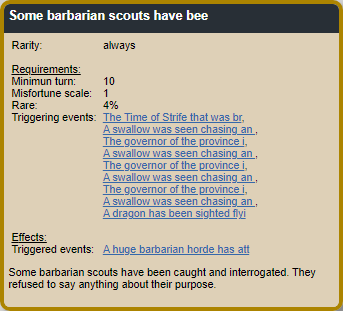 Some barbarian scouts have bee
Rarity: always
Requirements:
Minimun turn: 10
Misfortune scale: 1
Rare: 4%
Triggering events: The Time of Strife that was br,
A swallow was seen chasing an ,
The governor of the province i,
A swallow was seen chasing an ,
The governor of the province i,
A swallow was seen chasing an ,
The governor of the province i,
A swallow was seen chasing an ,
A dragon has been sighted flyi
Effects:
Triggered events: A huge barbarian horde has att
Some barbarian scouts have been caught and interrogated. They
refused to say anything about their purpose.